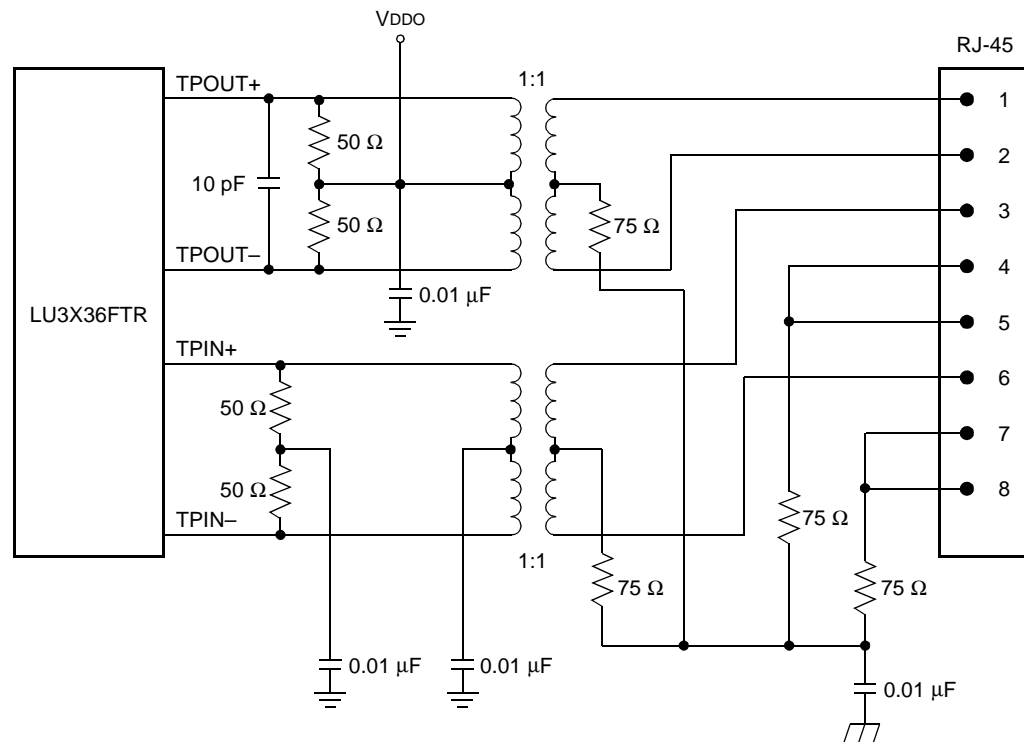 VDDO
RJ-45
TPOUT+
1:1
1
50 Ω
2
10 pF
50 Ω
75 Ω
3
TPOUT–
4
0.01 µF
LU3X36FTR
5
TPIN+
6
50 Ω
7
50 Ω
8
75 Ω
TPIN–
1:1
75 Ω
75 Ω
0.01 µF
0.01 µF
0.01 µF